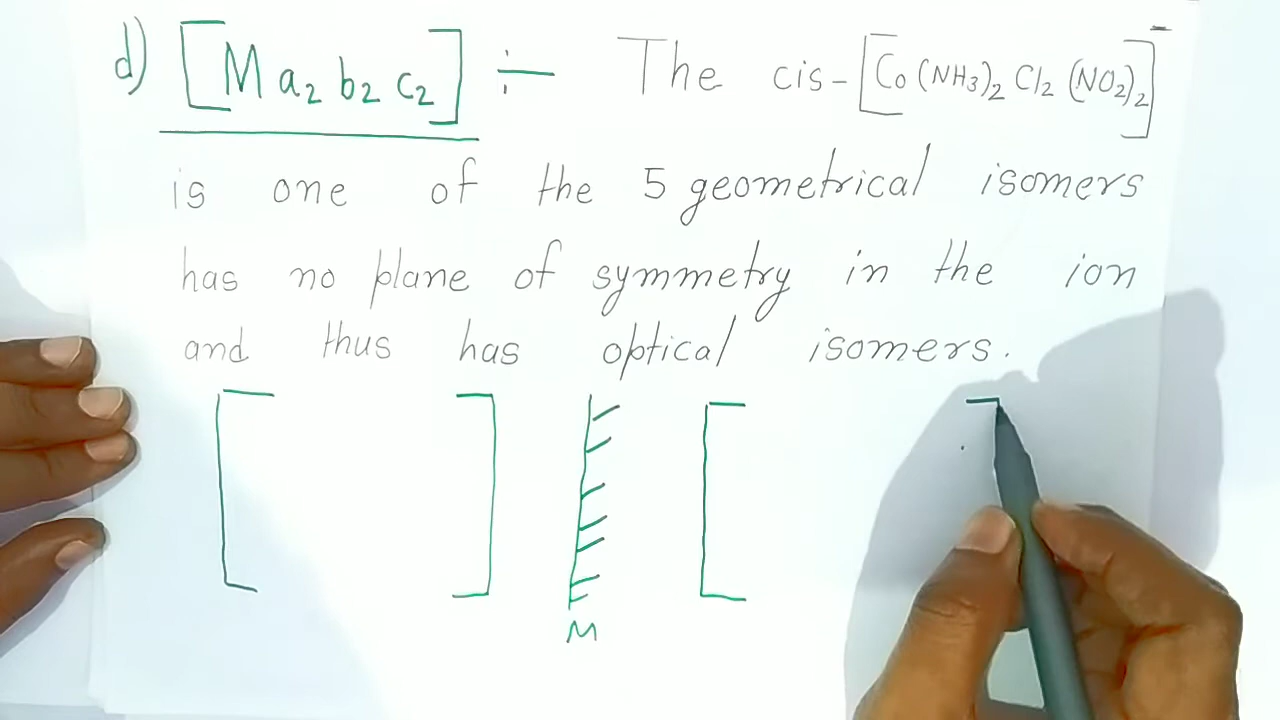 d) [Ma₂b₂c₂] ÷ The cis-[Co(NH₃)₂Cl₂(NO₂)₂]⁻
is one of the 5 geometrical isomers
has no plane of symmetry in the ion
and thus has optical isomers.
M